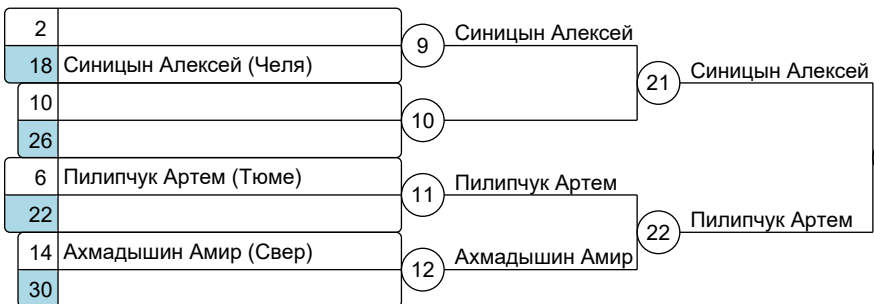 2
9 Синицын Алексей
18 Синицын Алексей (Челя)
21 Синицын Алексей
10
10
26
6 Пилипчук Артем (Тюме)
11 Пилипчук Артем
22
22 Пилипчук Артем
14 Ахмадышин Амир (Свер)
12 Ахмадышин Амир
30